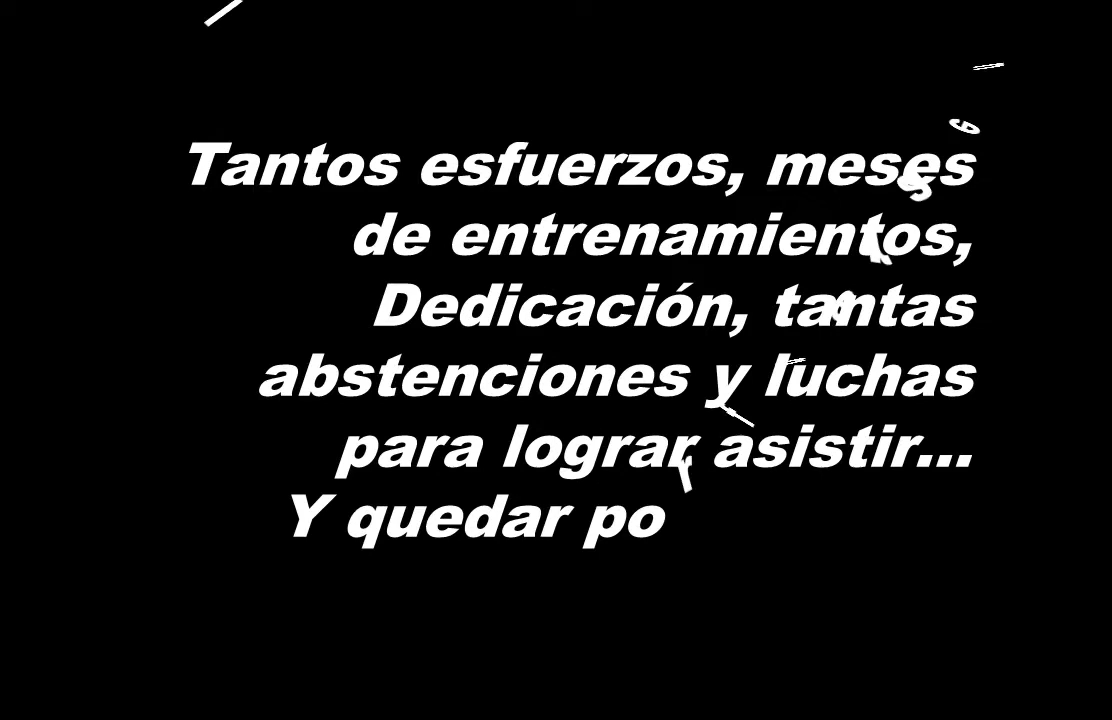 Tantos esfuerzos, meses
de entrenamientos,
Dedicación, tantas
abstenciones y luchas
para lograr asistir...
Y quedar po